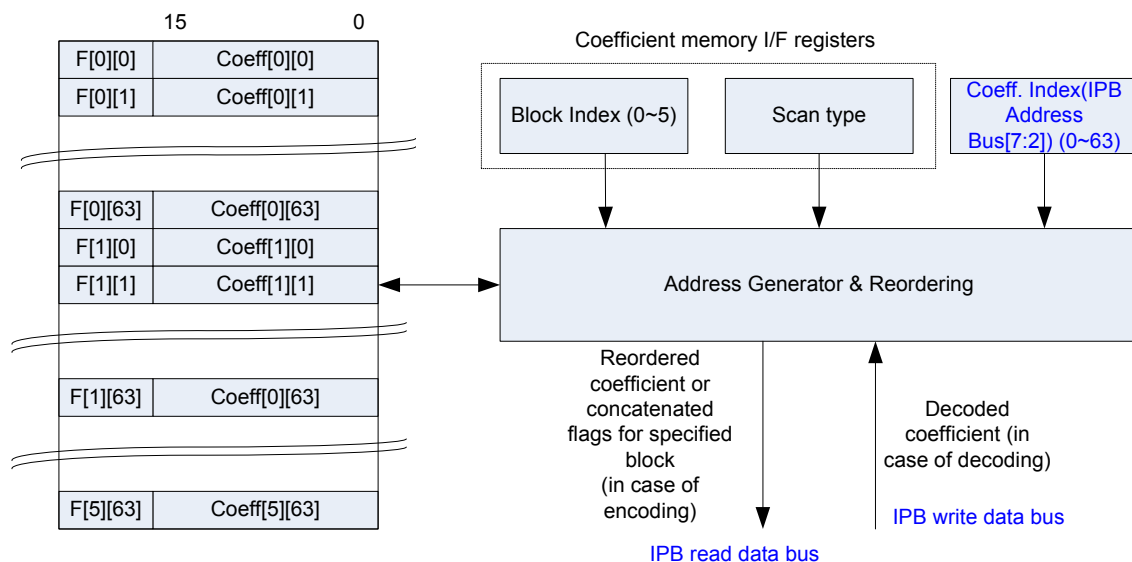 15 0
F[0][0] Coeff[0][0]
F[0][1] Coeff[0][1]
F[0][63] Coeff[0][63]
F[1][0] Coeff[1][0]
F[1][1] Coeff[1][1]
F[1][63] Coeff[0][63]
F[5][63] Coeff[5][63]
Coefficient memory I/F registers
Block Index (0~5)
Scan type
Coeff. Index(IPB
Address
Bus[7:2]) (0~63)
Address Generator & Reordering
Reordered
coefficient or
concatenated
flags for specified
block
(in case of
encoding)
IPB read data bus
Decoded
coefficient (in
case of decoding)
IPB write data bus